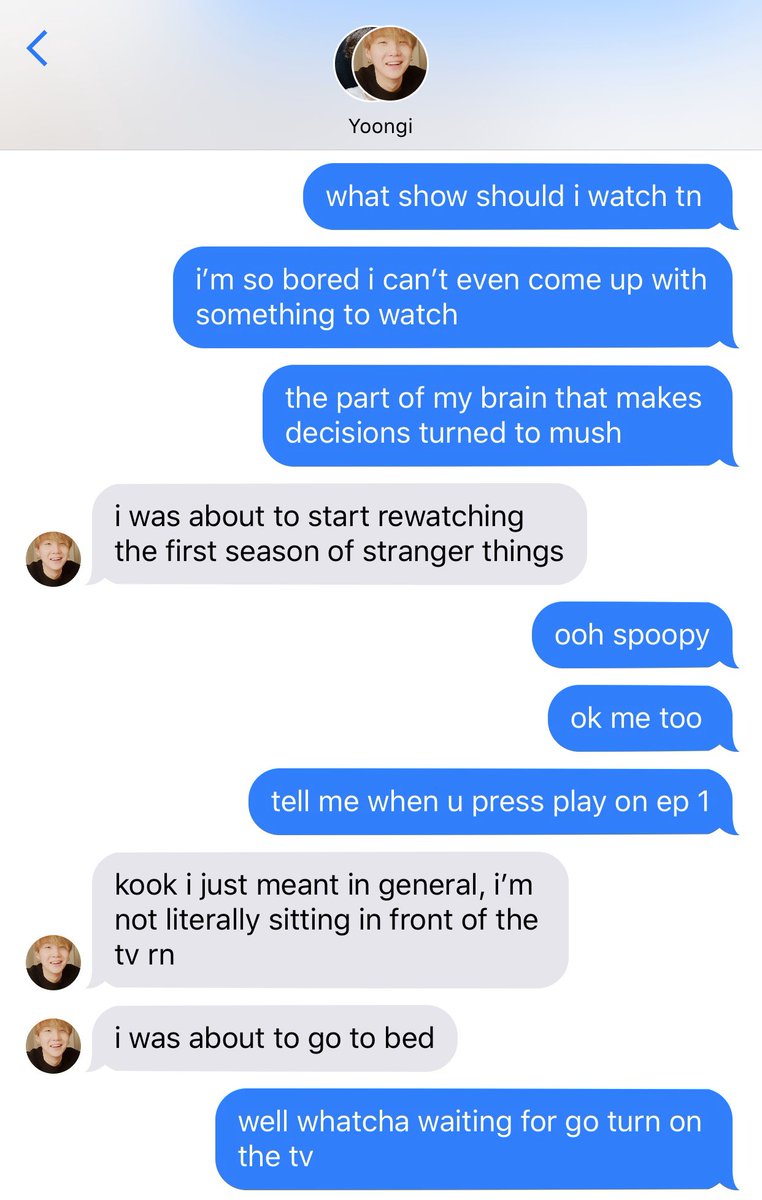 Yoongi
what show should i watch tn
i’m so bored i can’t even come up with
something to watch
the part of my brain that makes
decisions turned to mush
i was about to start rewatching
the first season of stranger things
ooh spoopy
ok me too
tell me when u press play on ep 1
kook i just meant in general, i’m
not literally sitting in front of the
tv rn
i was about to go to bed
well whatcha waiting for go turn on
the tv